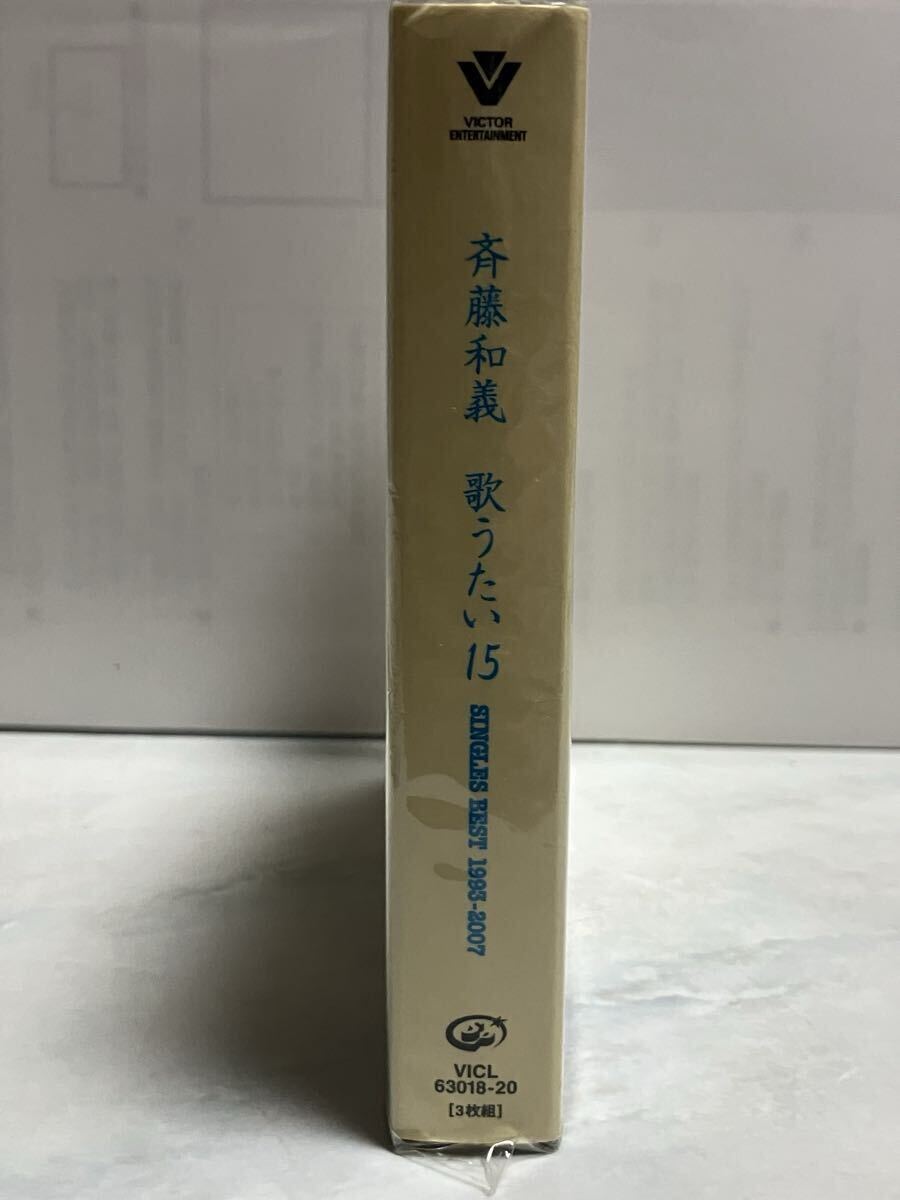 VICTOR
ENTERTAINMENT
斉藤和義 歌うたい15
SINGLES BEST 1993-2007
VICL
63018-20
[3枚組]